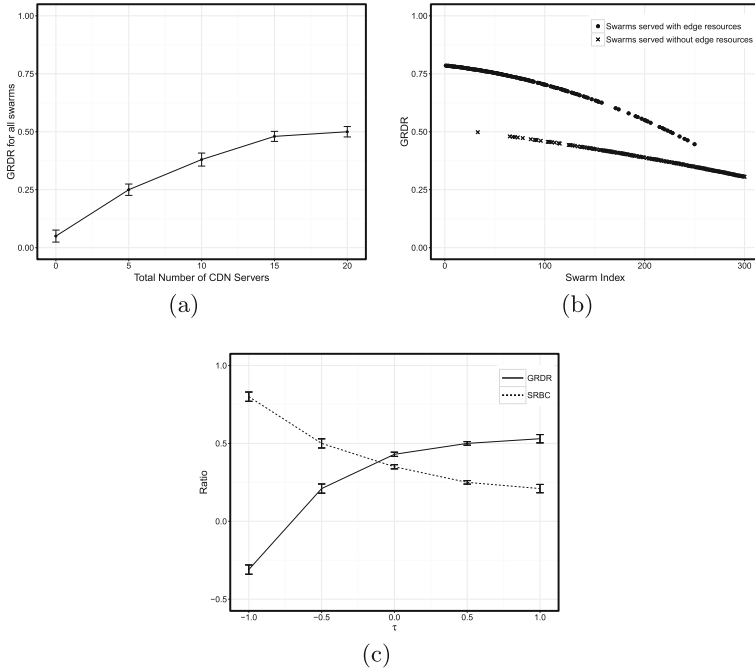 1.00
0.75
0.50
0.25
0.00
GRDR for all swarms
0
5
10
15
20
Total Number of CDN Servers
(a)
1.00
0.75
0.50
0.25
0.00
GRDR
Swarms served with edge resources
Swarms served without edge resources
0
100
200
300
Swarm Index
(b)
1.0
0.5
0.0
−0.5
Ratio
GRDR
SRBC
−1.0
−0.5
0.0
0.5
1.0
τ
(c)